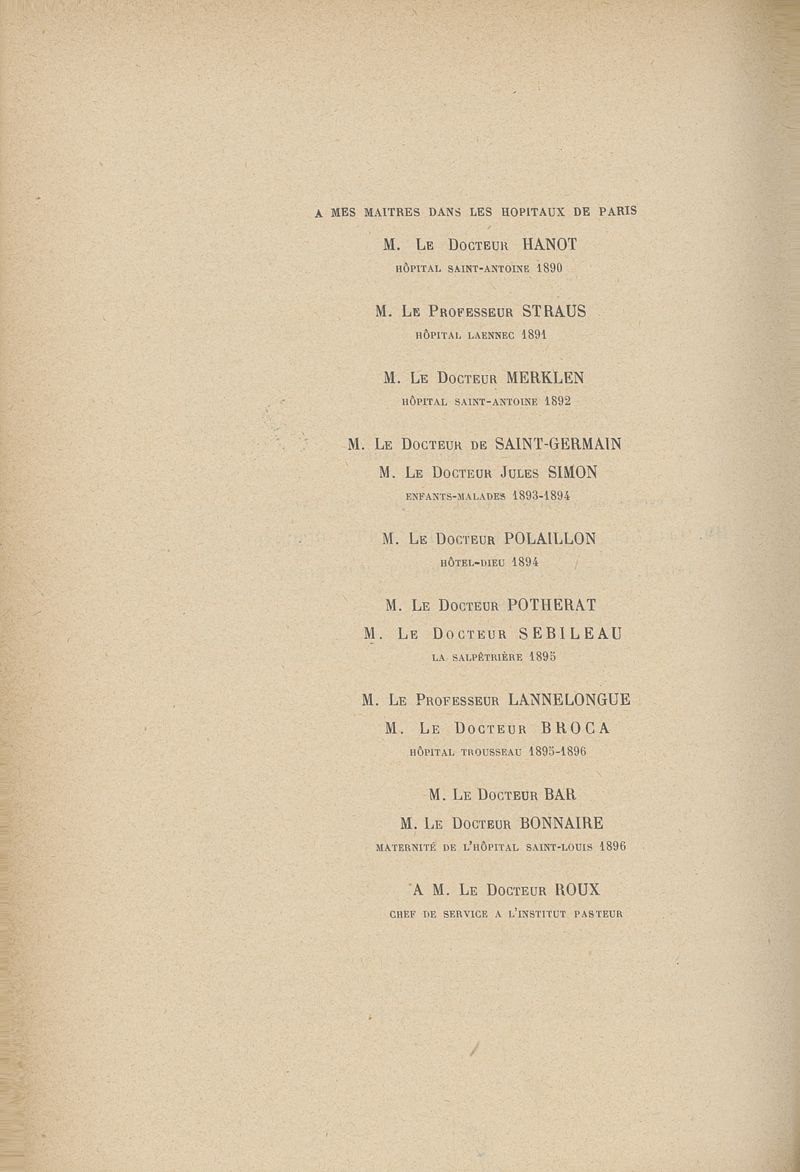 A MES MAITRES DANS LES HOPITAUX DE PARIS
M. Le Docteur HANOT
HÔPITAL SAINT-ANTOINE 1890
M. Le Professeur STRAUS
HÔPITAL LAENNEC 1891
M. Le Docteur MERKLEN
HÔPITAL SAINT-ANTOINE 1892
M. Le Docteur de SAINT-GERMAIN
M. Le Docteur Jules SIMON
ENFANTS-MALADES 1893-1894
M. Le Docteur POLAILLON
HÔTEL-DIEU 1894
M. Le Docteur POTHERAT
M. Le Docteur SEBILEAU
LA SALPÊTRIÈRE 1895
M. Le Professeur LANNELONGUE
M. Le Docteur BROCA
HÔPITAL TROUSSEAU 1895-1896
M. Le Docteur BAR
M. Le Docteur BONNAIRE
MATERNITÉ DE L'HÔPITAL SAINT-LOUIS 1896
A M. Le Docteur ROUX
CHEF DE SERVICE A L'INSTITUT PASTEUR